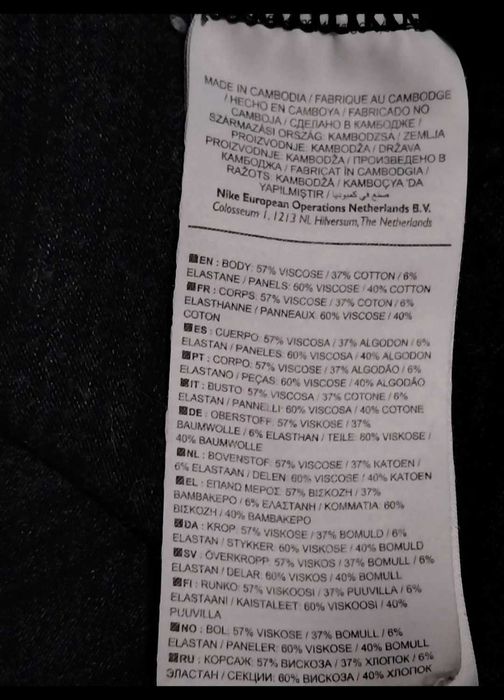 MADE IN CAMBODIA / FABRIQUE AU CAMBODGE
/ HECHO EN CAMBOYA / FABRICADO NO
CAMBOJA / СДЕЛАНО В КАМБОДЖЕ /
SZÁRMAZÁSI ORSZÁG: KAMBODZSA / ZEMLJA
PROIZVODNJE: KAMBODŽA / DRŽAVA
PROIZVODNJE: KAMBODŽA / ПРОИЗВЕДЕНО В
КАМБОДЖА / FABRICAT ÎN CAMBODGIA /
RAŽOTS KAMBODŽĀ / KAMBOÇYA 'DA
YAPILMIŞTIR / صنع في كمبوديا
Nike European Operations Netherlands B.V.
Colosseum 1, 1213 NL Hilversum, The Netherlands
EN : BODY: 57% VISCOSE / 37% COTTON / 6%
ELASTANE / PANELS: 60% VISCOSE / 40% COTTON
FR : CORPS: 57% VISCOSE / 37% COTON / 6%
ELASTHANNE / PANNEAUX: 60% VISCOSE / 40%
COTON
ES : CUERPO: 57% VISCOSA / 37% ALGODON / 6%
ELASTAN / PANELES: 60% VISCOSA / 40% ALGODON
PT : CORPO: 57% VISCOSE / 37% ALGODÃO / 6%
ELASTANO / PEÇAS: 60% VISCOSE / 40% ALGODÃO
IT : BUSTO: 57% VISCOSA / 37% COTONE / 6%
ELASTAN / PANNELLI: 60% VISCOSA / 40% COTONE
DE : OBERSTOFF: 57% VISKOSE / 37%
BAUMWOLLE / 6% ELASTHAN / TEILE: 60% VISKOSE /
40% BAUMWOLLE
NL : BOVENSTOF: 57% VISCOSE / 37% KATOEN /
6% ELASTAAN / DELEN: 60% VISCOSE / 40% KATOEN
EL : ΕΠΑΝΩ ΜΕΡΟΣ: 57% ΒΙΣΚΟΖΗ / 37%
ΒΑΜΒΑΚΕΡΟ / 6% ΕΛΑΣΤΑΝΗ / ΚΟΜΜΑΤΙΑ: 60%
ΒΙΣΚΟΖΗ / 40% ΒΑΜΒΑΚΕΡΟ
DA : KROP: 57% VISKOSE / 37% BOMULD / 6%
ELASTAN / STYKKER: 60% VISKOSE / 40% BOMULD
SV : ÖVERKROPP: 57% VISKOS / 37% BOMULL / 6%
ELASTAN / DELAR: 60% VISKOS / 40% BOMULL
FI : RUNKO: 57% VISKOOSI / 37% PUUVILLA / 6%
ELASTAANI / KAISTALEET: 60% VISKOOSI / 40%
PUUVILLA
NO : BOL: 57% VISKOSE / 37% BOMULL / 6%
ELASTAN / PANELER: 60% VISKOSE / 40% BOMULL
RU : КОРСАЖ: 57% ВИСКОЗА / 37% ХЛОПОК / 6%
ЭЛАСТАН / СЕКЦИИ: 60% ВИСКОЗА / 40% ХЛОПОК